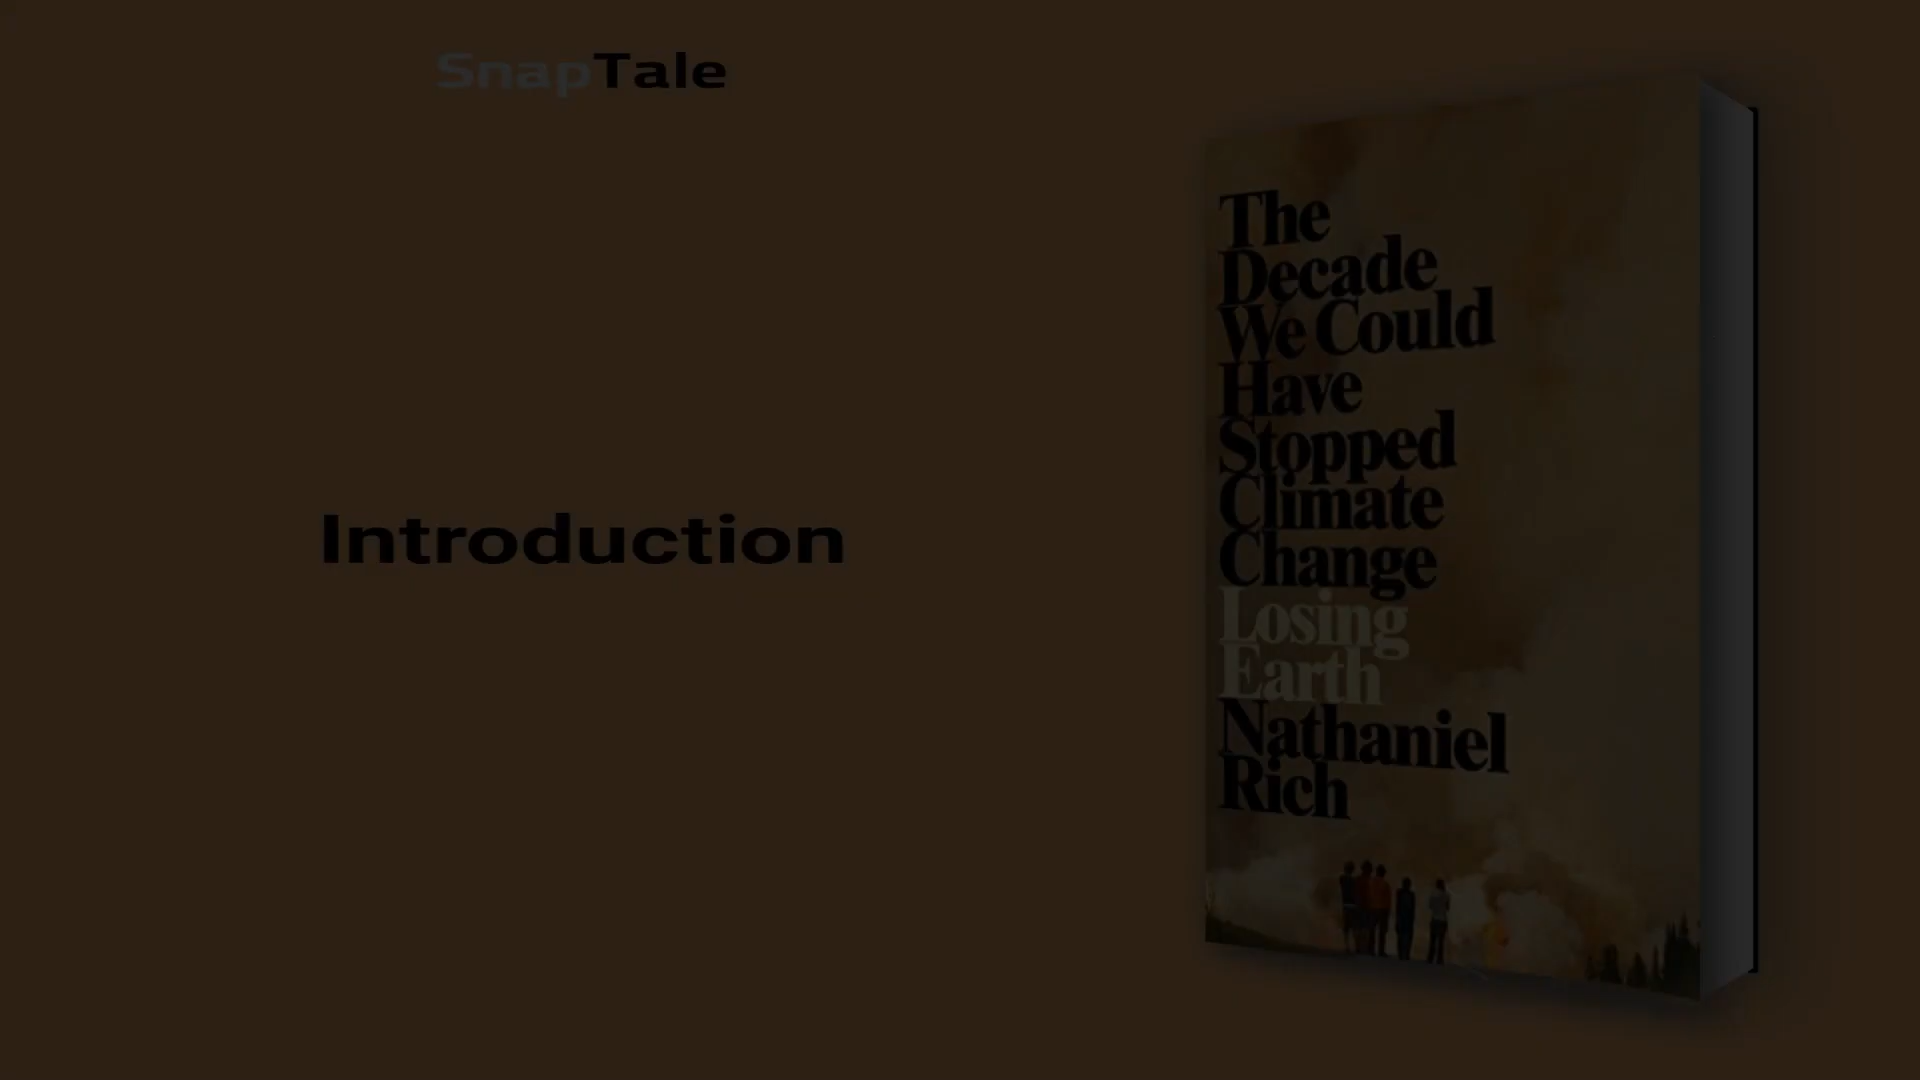 SnapTale
Introduction
The
Decade
We Could
Have
Stopped
Climate
Change
Losing
Earth
Nathaniel
Rich